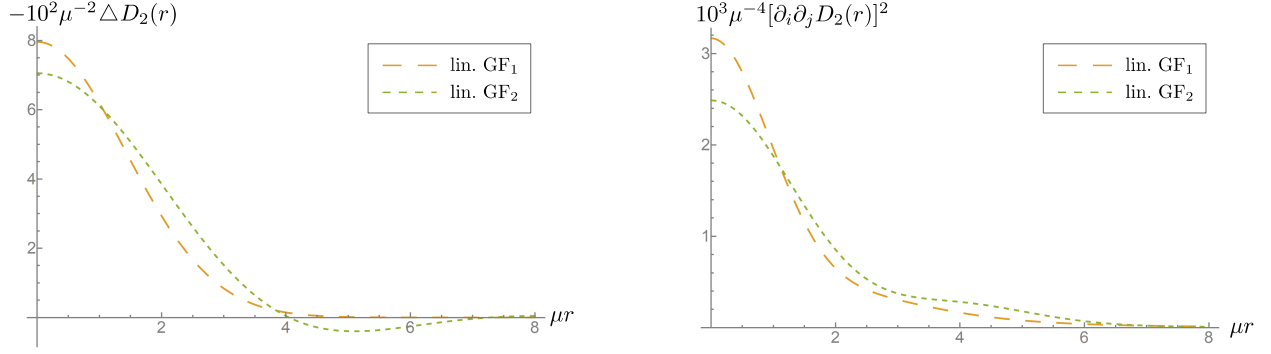 −10²μ⁻²△D₂(r)
8
6
4
2
2 4 6 8 μr
lin. GF₁
lin. GF₂
10³μ⁻⁴[∂ᵢ∂ⱼD₂(r)]²
3
2
1
2 4 6 8 μr
lin. GF₁
lin. GF₂